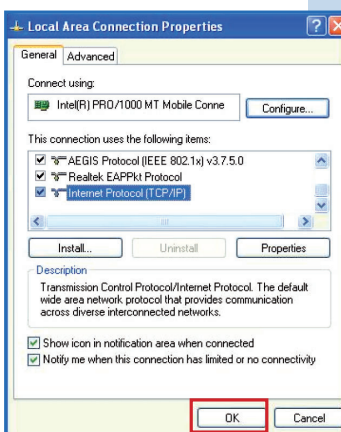 Local Area Connection Properties
General
Advanced
Connect using:
Intel(R) PRO/1000 MT Mobile Conne
Configure...
This connection uses the following items:
AEGIS Protocol (IEEE 802.1x) v3.7.5.0
Realtek EAPPkt Protocol
Internet Protocol (TCP/IP)
Install...
Uninstall
Properties
Description
Transmission Control Protocol/Internet Protocol. The default
wide area network protocol that provides communication
across diverse interconnected networks.
Show icon in notification area when connected
Notify me when this connection has limited or no connectivity
OK
Cancel